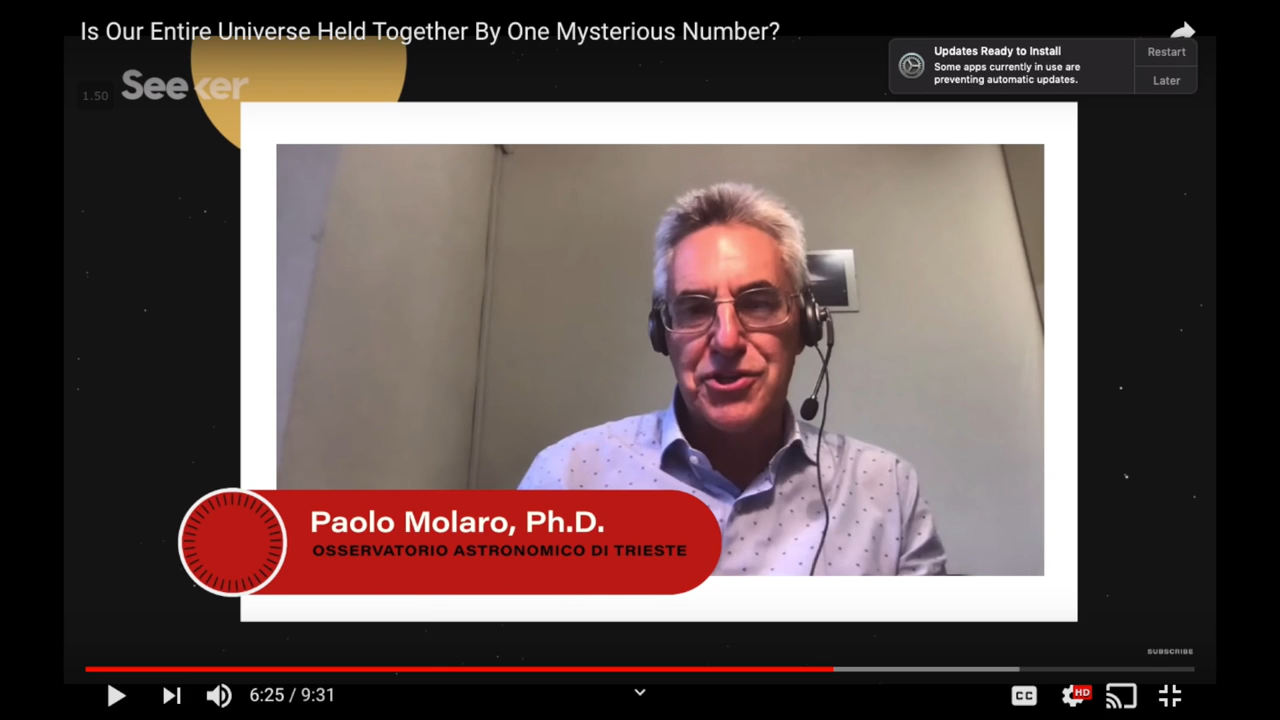 Is Our Entire Universe Held Together By One Mysterious Number?
Updates Ready to Install
Some apps currently in use are
preventing automatic updates.
Restart
Later
1.50
Seeker
Paolo Molaro, Ph.D.
OSSERVATORIO ASTRONOMICO DI TRIESTE
SUBSCRIBE
6:25 / 9:31
CC
HD